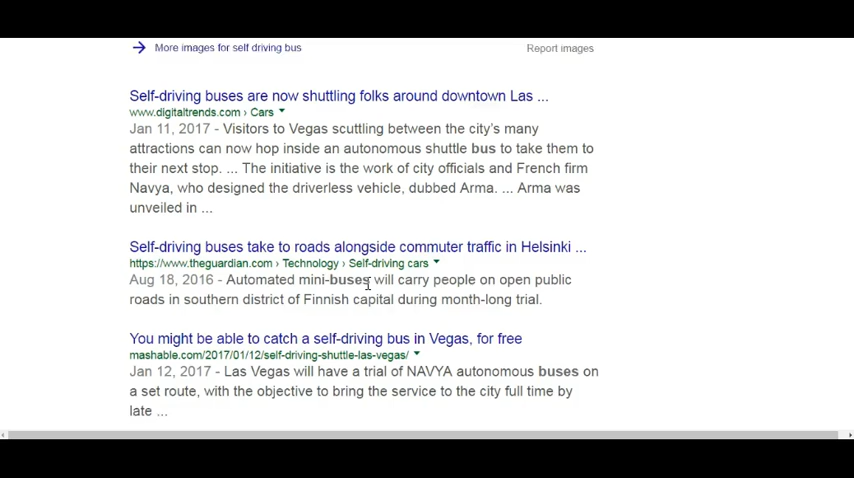 More images for self driving bus
Report images
Self-driving buses are now shuttling folks around downtown Las ...
www.digitaltrends.com › Cars
Jan 11, 2017 - Visitors to Vegas scuttling between the city's many
attractions can now hop inside an autonomous shuttle bus to take them to
their next stop. ... The initiative is the work of city officials and French firm
Navya, who designed the driverless vehicle, dubbed Arma. ... Arma was
unveiled in ...
Self-driving buses take to roads alongside commuter traffic in Helsinki ...
https://www.theguardian.com › Technology › Self-driving cars
Aug 18, 2016 - Automated mini-buses will carry people on open public
roads in southern district of Finnish capital during month-long trial.
You might be able to catch a self-driving bus in Vegas, for free
mashable.com/2017/01/12/self-driving-shuttle-las-vegas/
Jan 12, 2017 - Las Vegas will have a trial of NAVYA autonomous buses on
a set route, with the objective to bring the service to the city full time by
late ...